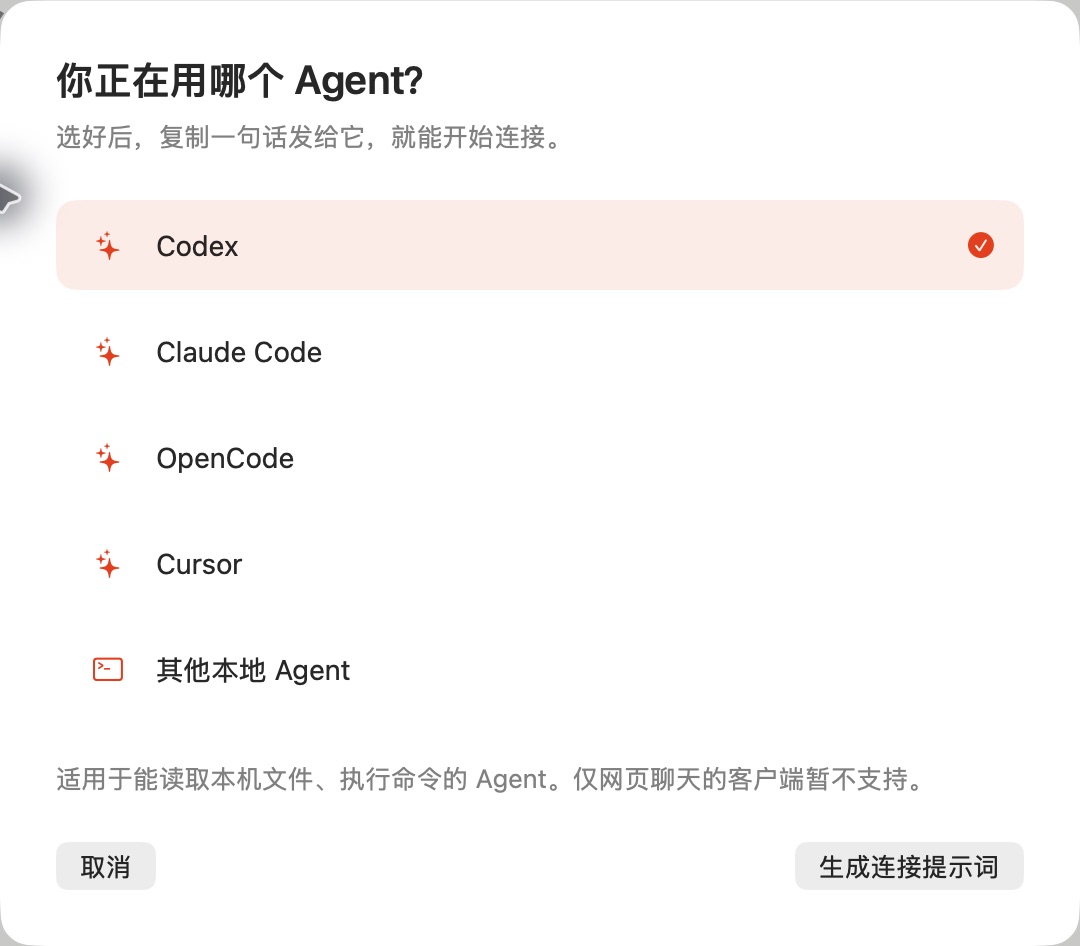 你正在用哪个 Agent?
选好后，复制一句话发给它，就能开始连接。
Codex
Claude Code
OpenCode
Cursor
其他本地 Agent
适用于能读取本机文件、执行命令的 Agent。仅网页聊天的客户端暂不支持。
取消
生成连接提示词